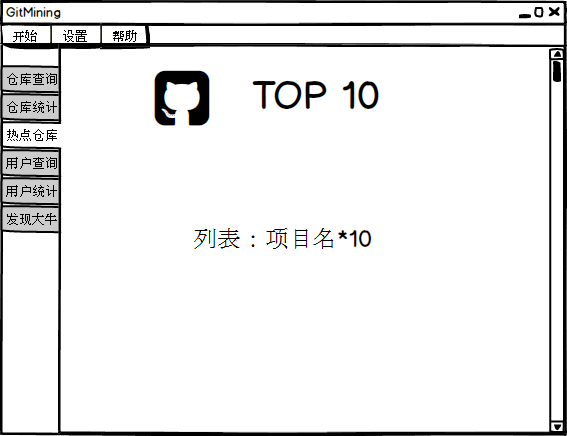 GitMining
开始 设置 帮助
仓库查询
仓库统计
热点仓库
用户查询
用户统计
发现大牛
TOP 10
列表：项目名*10